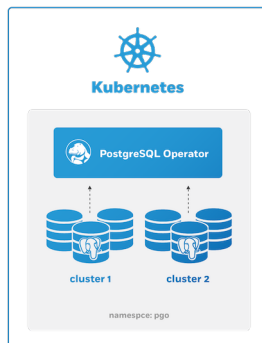 Kubernetes
PostgreSQL Operator
cluster 1 cluster 2
namespce: pgo